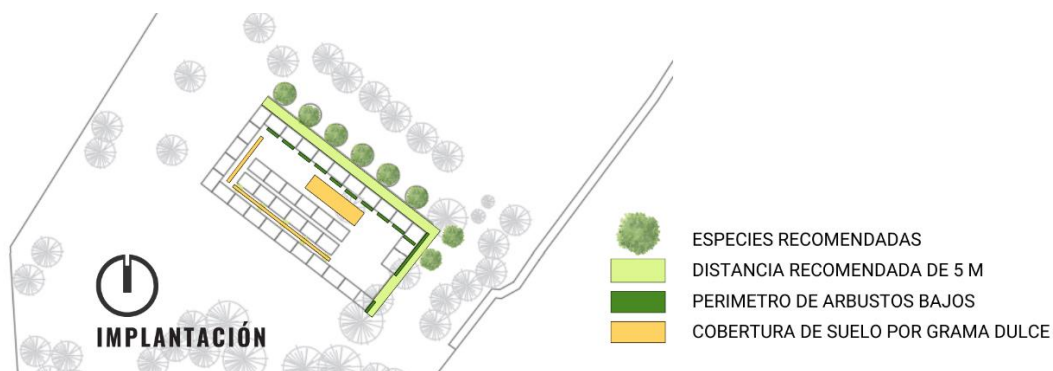 ESPECIES RECOMENDADAS
DISTANCIA RECOMENDADA DE 5 M
PERIMETRO DE ARBUSTOS BAJOS
COBERTURA DE SUELO POR GRAMA DULCE
IMPLANTACIÓN